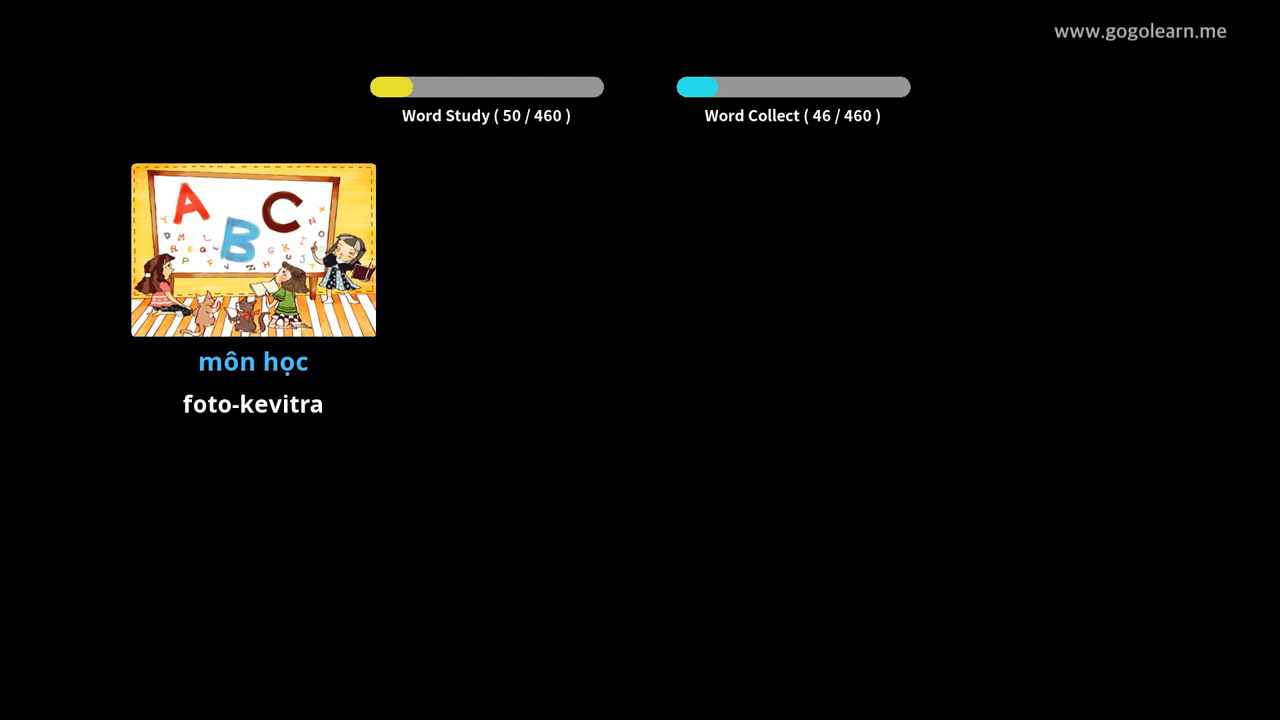 www.gogolearn.me
Word Study ( 50 / 460 )
Word Collect ( 46 / 460 )
A B C
môn học
foto-kevitra